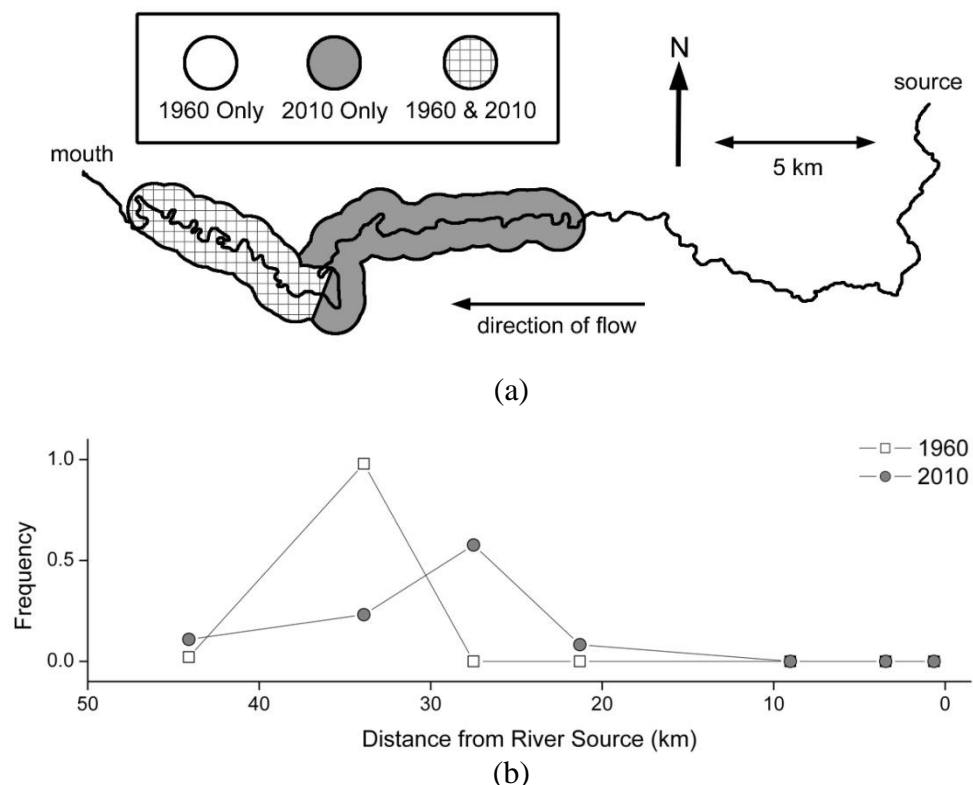 1960 Only 2010 Only 1960 & 2010
N
source
5 km
mouth
direction of flow
(a)
1960
2010
1.0
0.5
0.0
Frequency
50 40 30 20 10 0
Distance from River Source (km)
(b)